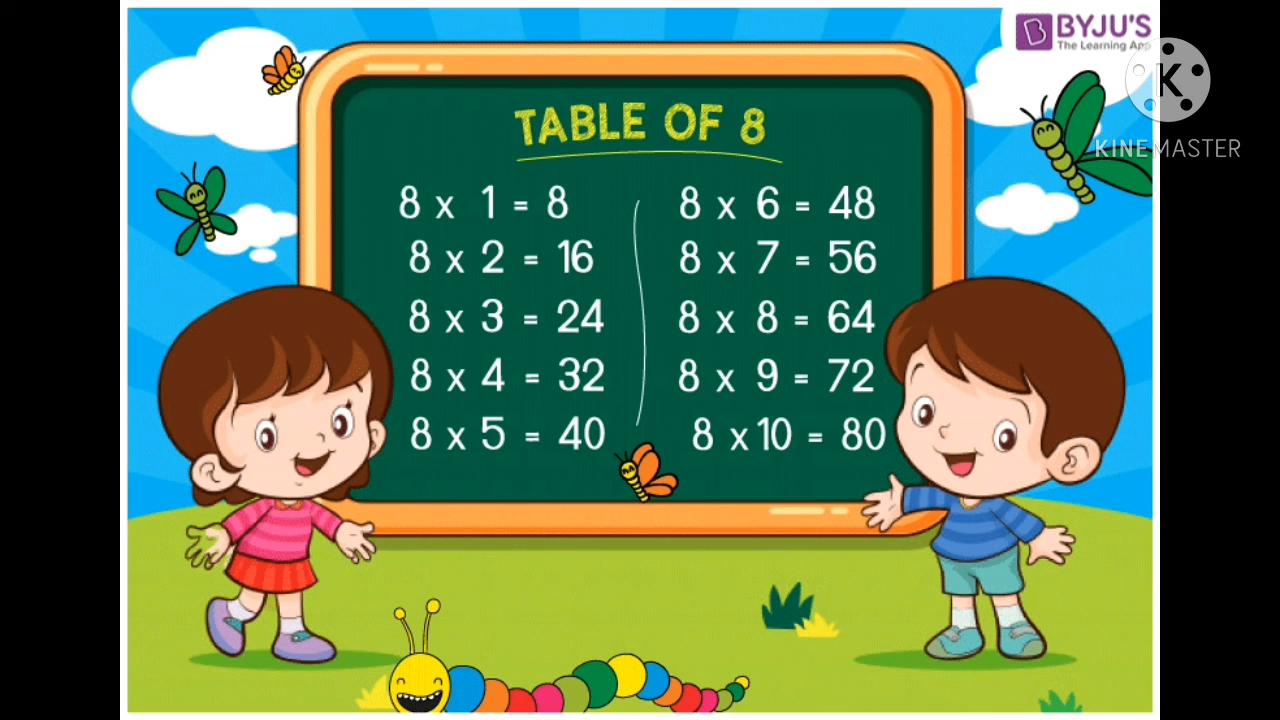 BYJU'S
The Learning App
K
KINEMASTER
TABLE OF 8
8 x 1 = 8
8 x 2 = 16
8 x 3 = 24
8 x 4 = 32
8 x 5 = 40
8 x 6 = 48
8 x 7 = 56
8 x 8 = 64
8 x 9 = 72
8 x 10 = 80